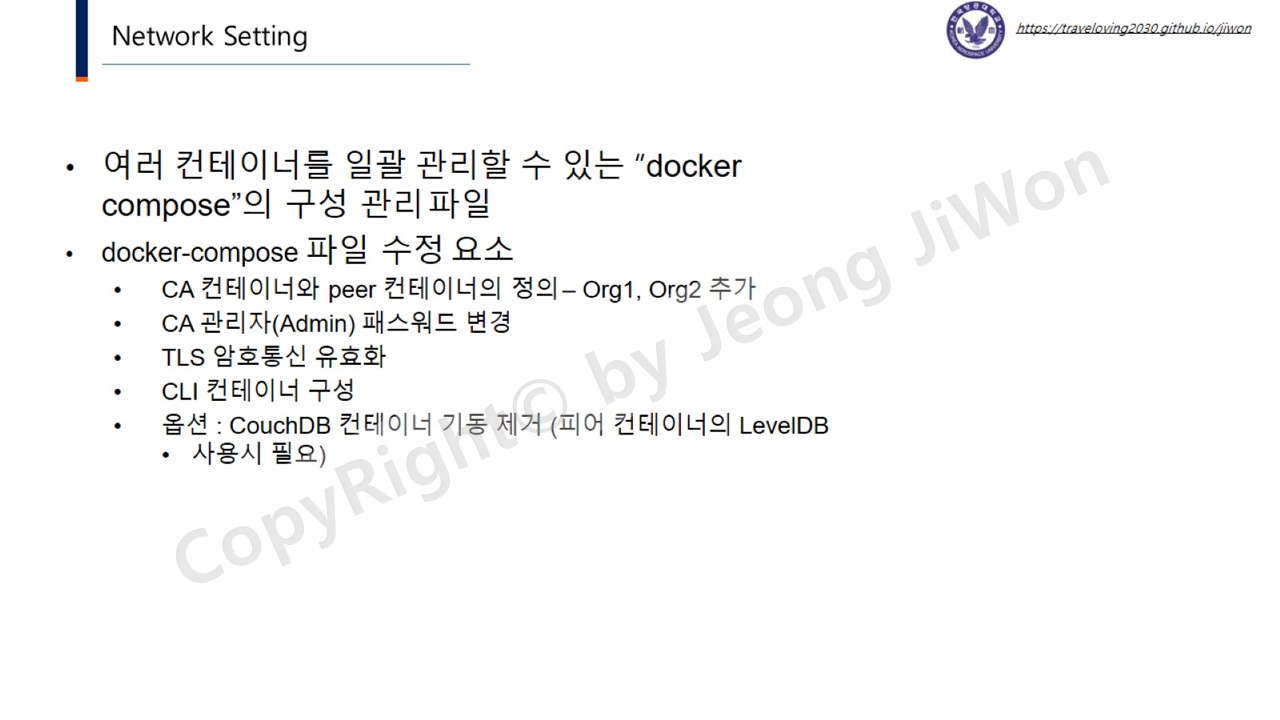 Network Setting
https://traveloving2030.github.io/jiwon
• 여러 컨테이너를 일괄 관리할 수 있는 "docker
compose"의 구성 관리 파일
• docker-compose 파일 수정 요소
• CA 컨테이너와 peer 컨테이너의 정의 – Org1, Org2 추가
• CA 관리자(Admin) 패스워드 변경
• TLS 암호통신 유효화
• CLI 컨테이너 구성
• 옵션 : CouchDB 컨테이너 기동 제거 (피어 컨테이너의 LevelDB
• 사용시 필요)
CopyRight© by Jeong JiWon